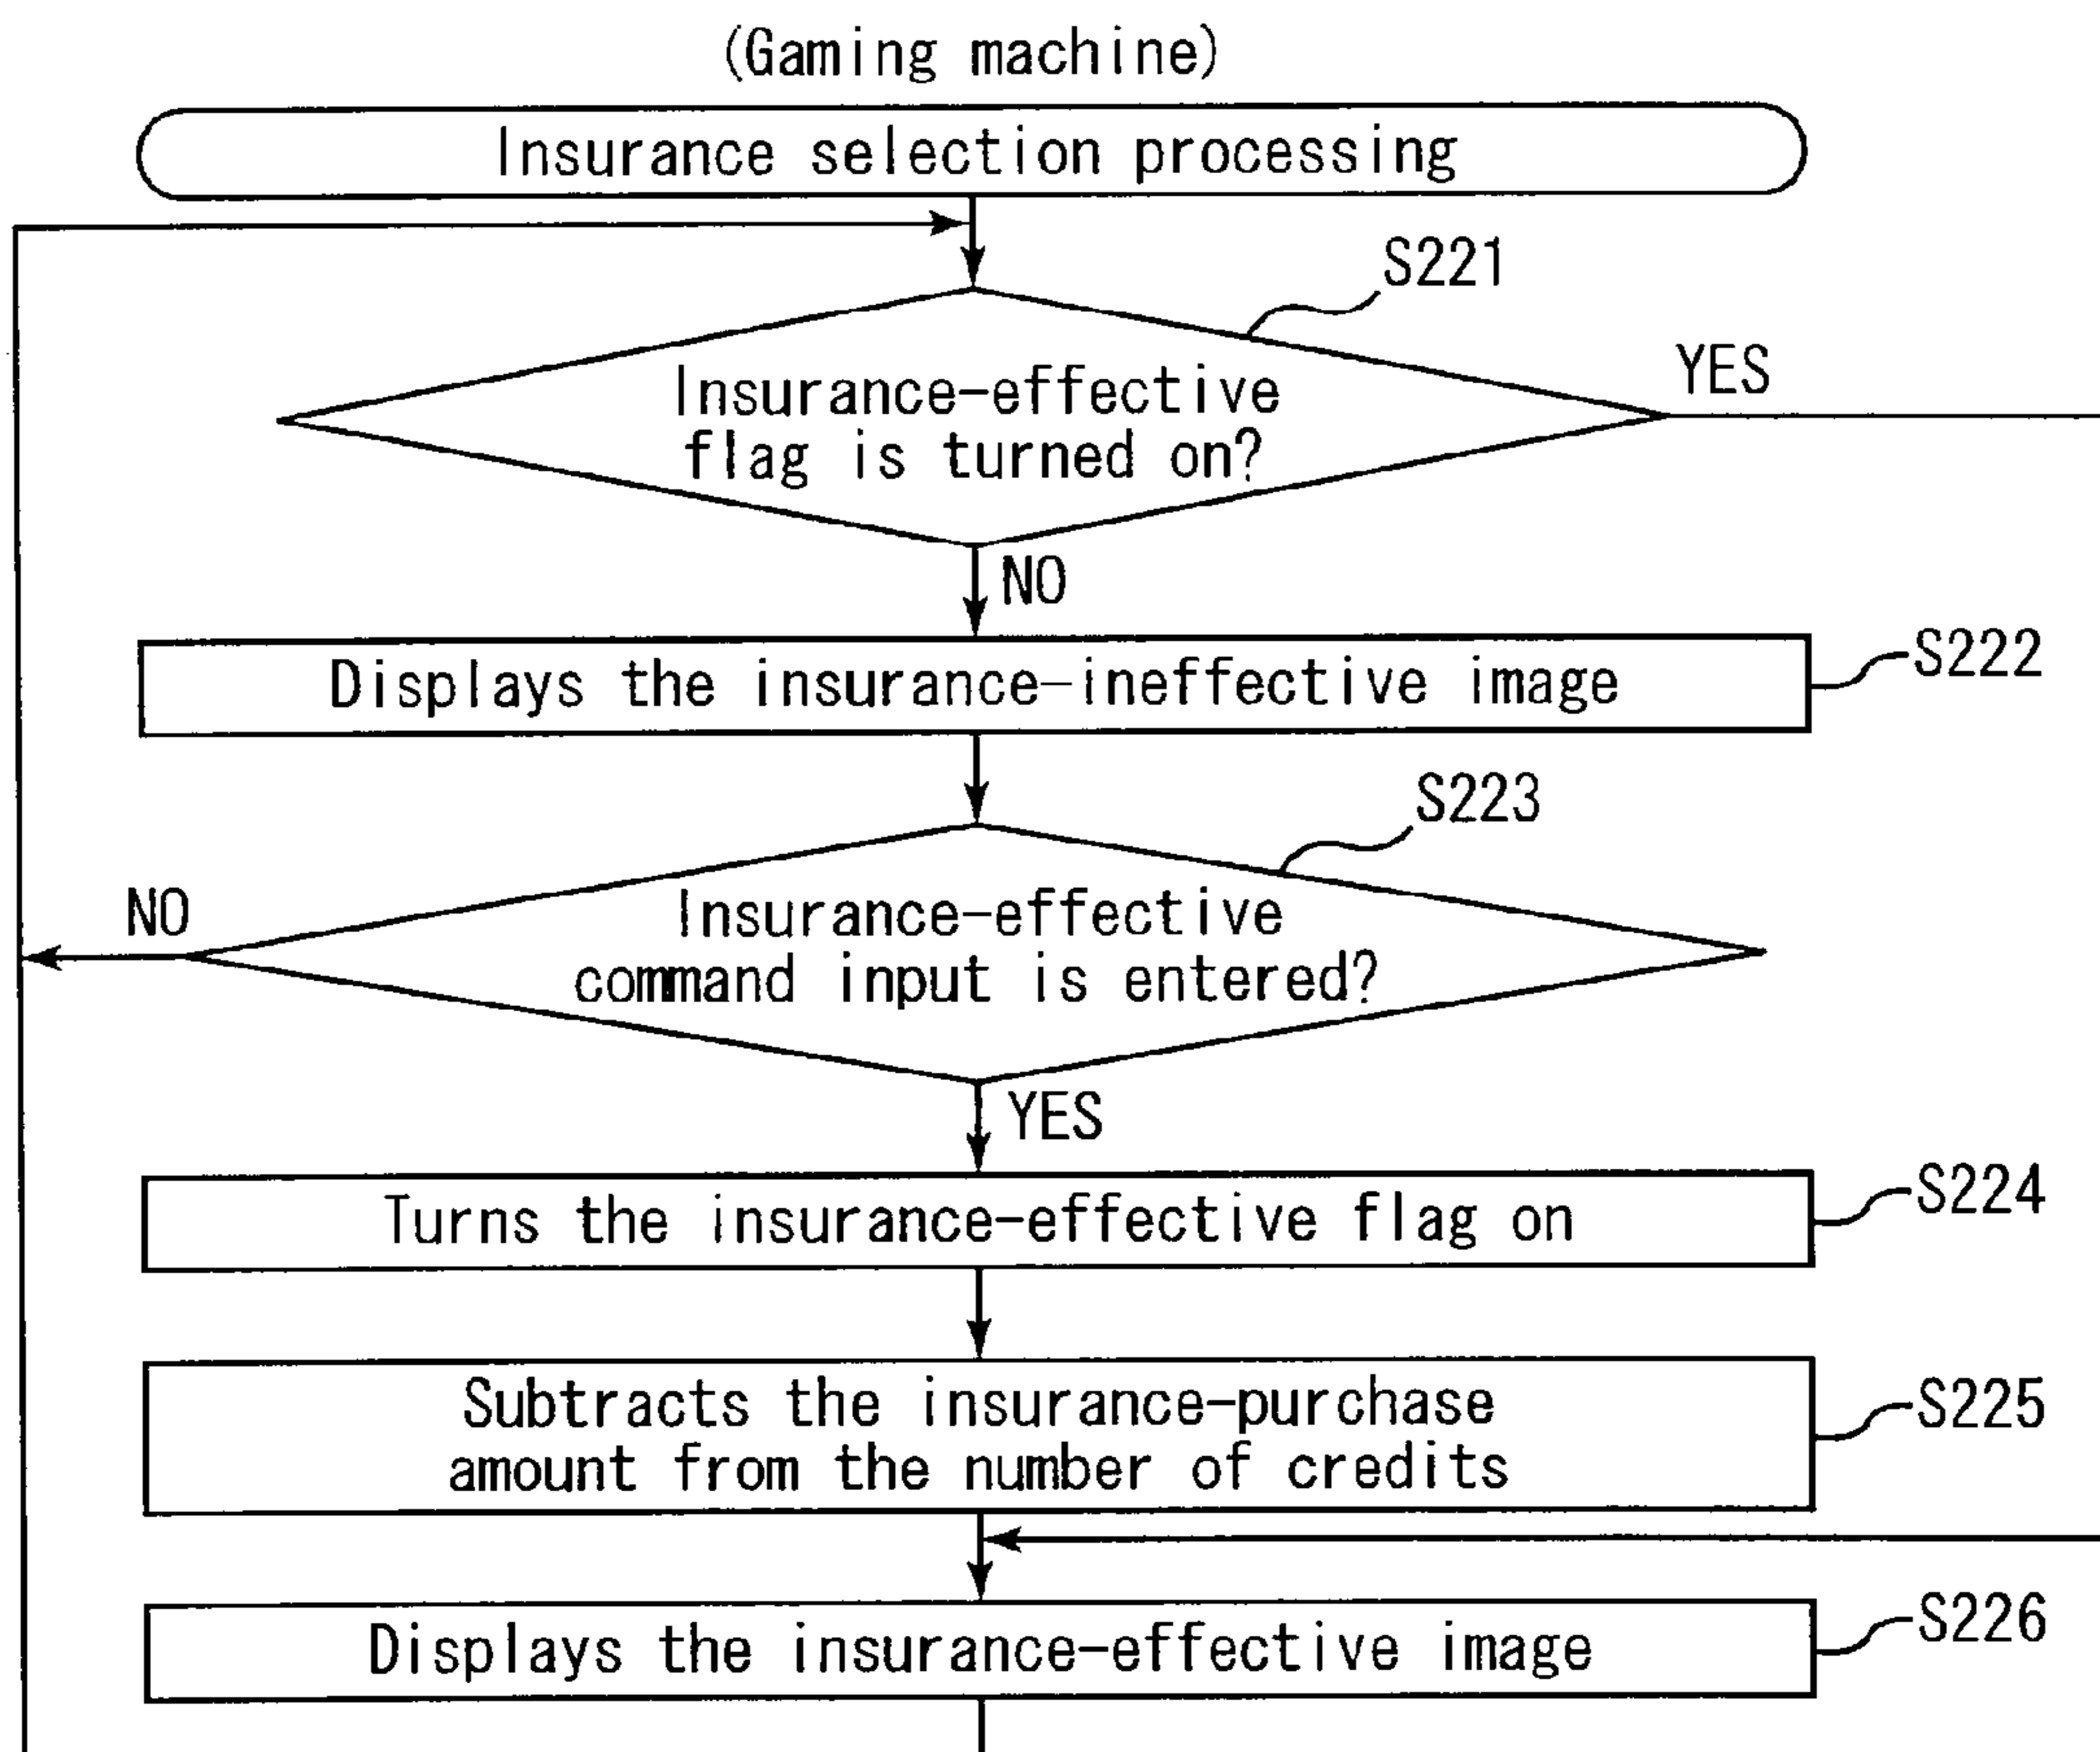 (Gaming machine)
Insurance selection processing
S221
Insurance-effective
flag is turned on?
YES
NO
Displays the insurance-ineffective image
S222
S223
Insurance-effective
command input is entered?
NO
YES
Turns the insurance-effective flag on
S224
Subtracts the insurance-purchase
amount from the number of credits
S225
Displays the insurance-effective image
S226